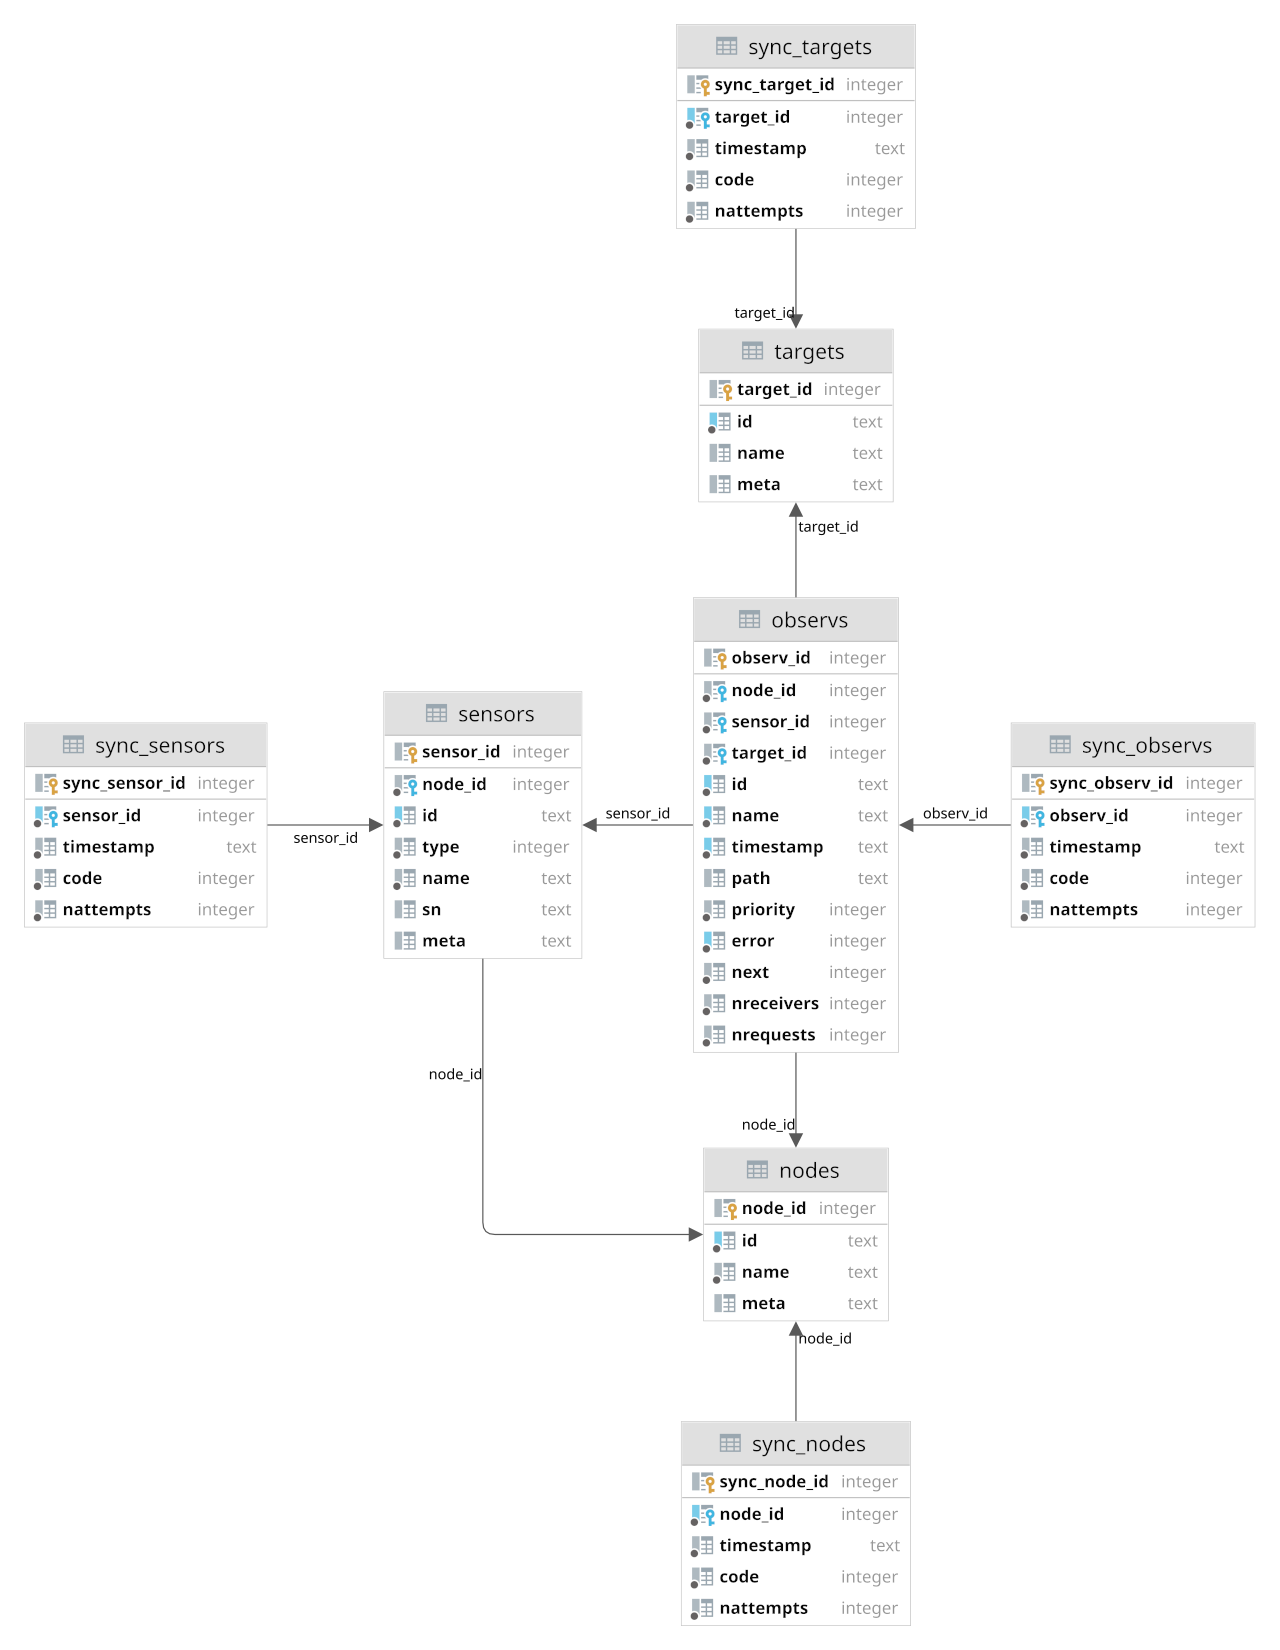 sync_targets
sync_target_id integer
target_id integer
timestamp text
code integer
nattempts integer
target_id
targets
target_id integer
id text
name text
meta text
target_id
observs
observ_id integer
node_id integer
sensor_id integer
target_id integer
id text
name text
timestamp text
path text
priority integer
error integer
next integer
nreceivers integer
nrequests integer
sensors
sensor_id integer
node_id integer
id text
type integer
name text
sn text
meta text
sync_sensors
sync_sensor_id integer
sensor_id integer
timestamp text
code integer
nattempts integer
sensor_id
sensor_id
observ_id
sync_observs
sync_observ_id integer
observ_id integer
timestamp text
code integer
nattempts integer
node_id
node_id
nodes
node_id integer
id text
name text
meta text
node_id
sync_nodes
sync_node_id integer
node_id integer
timestamp text
code integer
nattempts integer